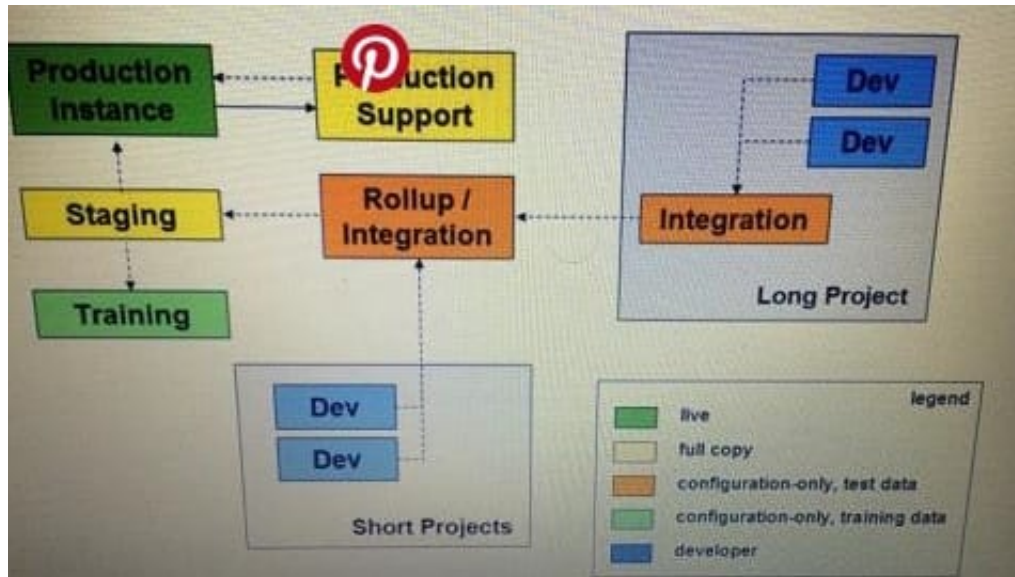 Production
Instance
Support
Staging
Rollup /
Integration
Training
Dev
Dev
Integration
Long Project
Dev
Dev
Short Projects
legend
live
full copy
configuration-only, test data
configuration-only, training data
developer